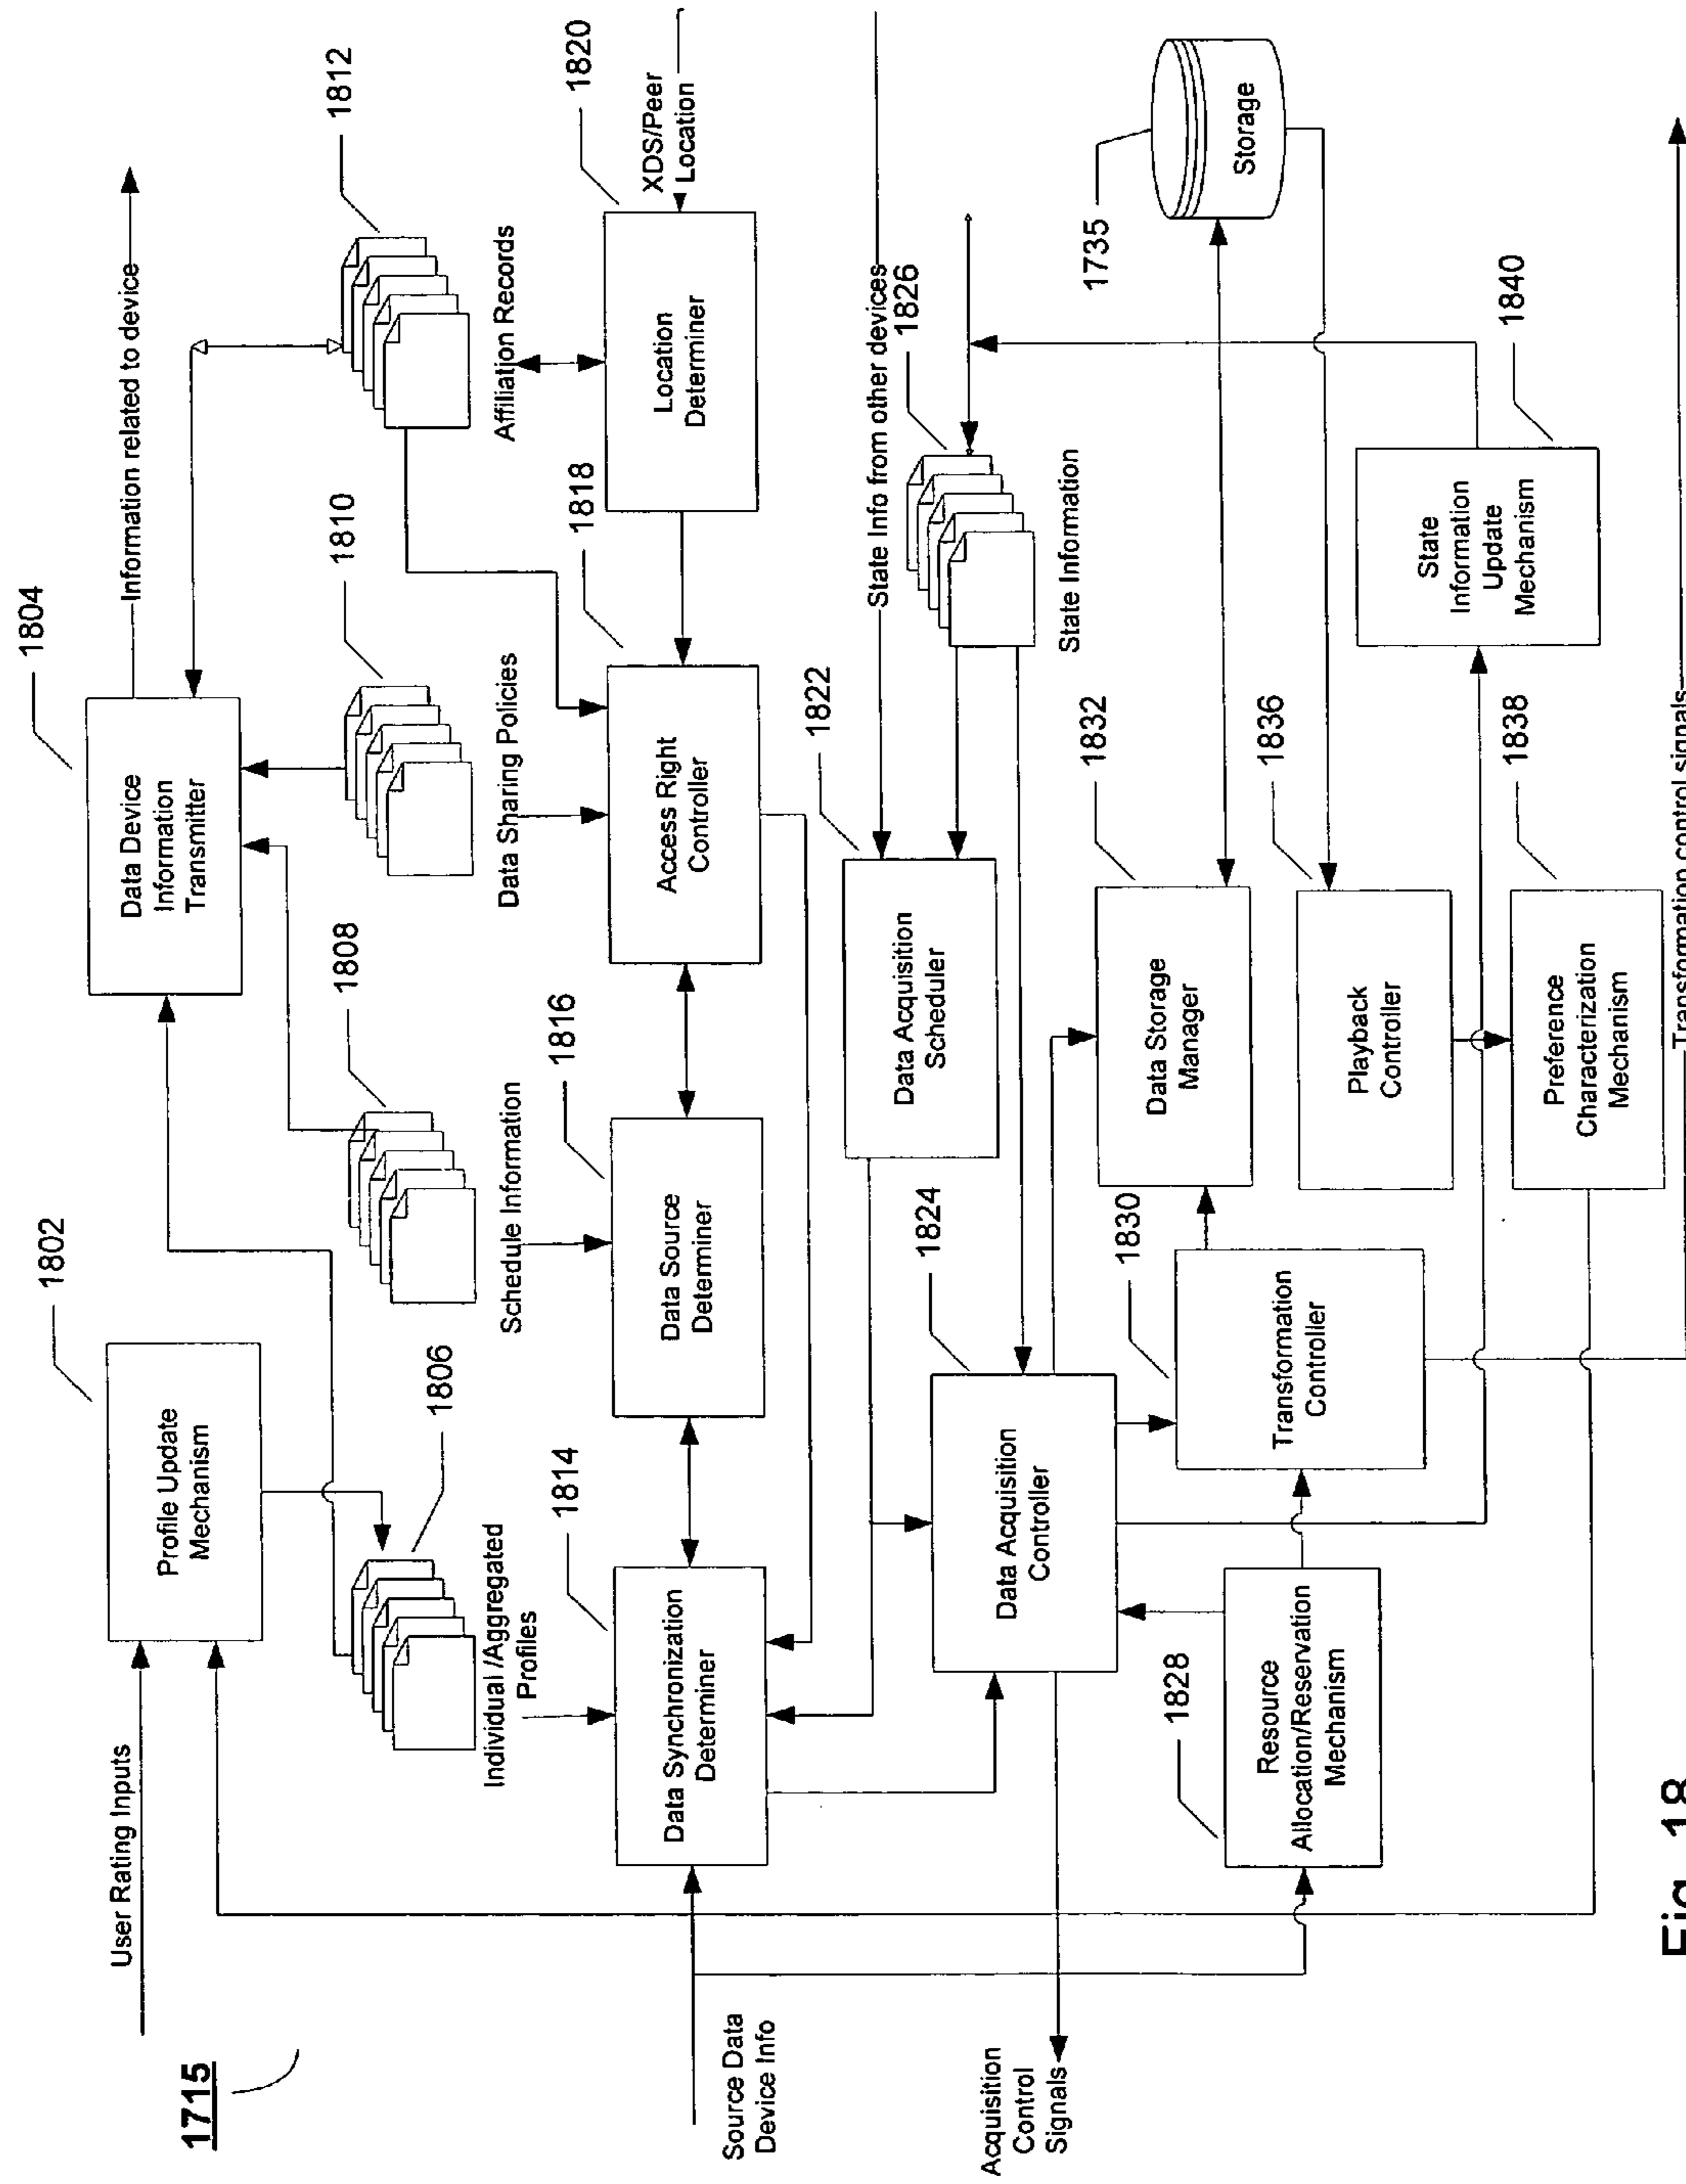 1715
User Rating Inputs
1802
Profile Update
Mechanism
1804
Data Device
Information
Transmitter
Information related to device
1806
Individual /Aggregated
Profiles
1808
Schedule Information
1810
Data Sharing Policies
1812
Affiliation Records
Source Data
Device Info
1814
Data Synchronization
Determiner
1816
Data Source
Determiner
1818
Access Right
Controller
1820
Location
Determiner
XDS/Peer
Location
1822
Data Acquisition
Scheduler
State Info from other devices
1826
State Information
Acquisition
Control
Signals
1824
Data Acquisition
Controller
1828
Resource
Allocation/Reservation
Mechanism
1830
Transformation
Controller
1832
Data Storage
Manager
1735
Storage
1836
Playback
Controller
1838
Preference
Characterization
Mechanism
1840
State
Information
Update
Mechanism
Transformation control signals
Fig. 18